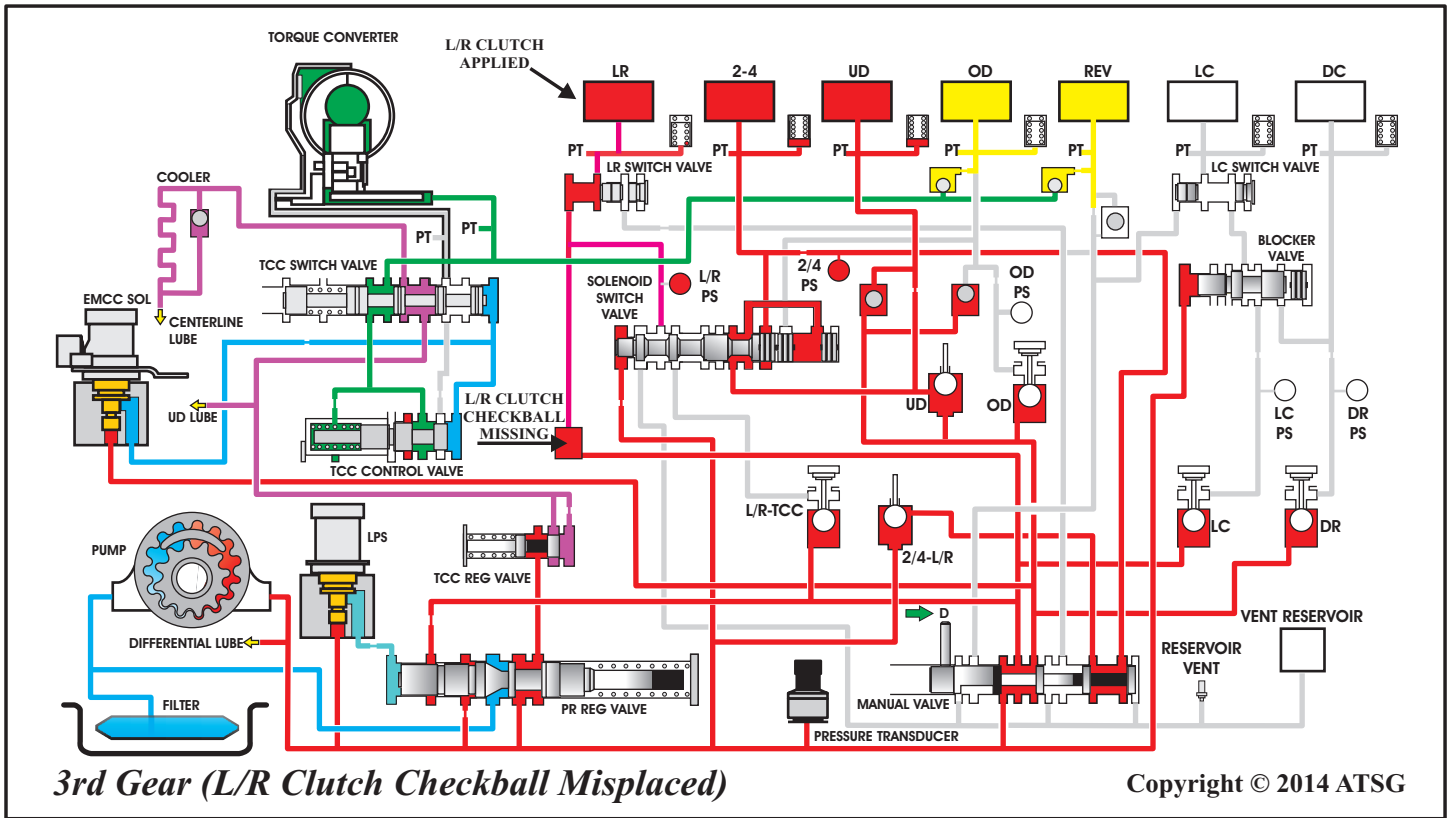 TORQUE CONVERTER
L/R CLUTCH
APPLIED
LR
2-4
UD
OD
REV
LC
DC
PT
PT
PT
PT
PT
PT
PT
LR SWITCH VALVE
LC SWITCH VALVE
COOLER
PT
PT
BLOCKER
VALVE
TCC SWITCH VALVE
EMCC SOL
SOLENOID
SWITCH
VALVE
L/R
PS
2/4
PS
OD
PS
CENTERLINE
LUBE
UD LUBE
L/R CLUTCH
CHECKBALL
MISSING
UD
OD
LC
PS
DR
PS
TCC CONTROL VALVE
L/R-TCC
2/4-L/R
LC
DR
PUMP
LPS
TCC REG VALVE
D
VENT RESERVOIR
DIFFERENTIAL LUBE
RESERVOIR
VENT
FILTER
PR REG VALVE
MANUAL VALVE
PRESSURE TRANSDUCER
3rd Gear (L/R Clutch Checkball Misplaced)
Copyright © 2014 ATSG